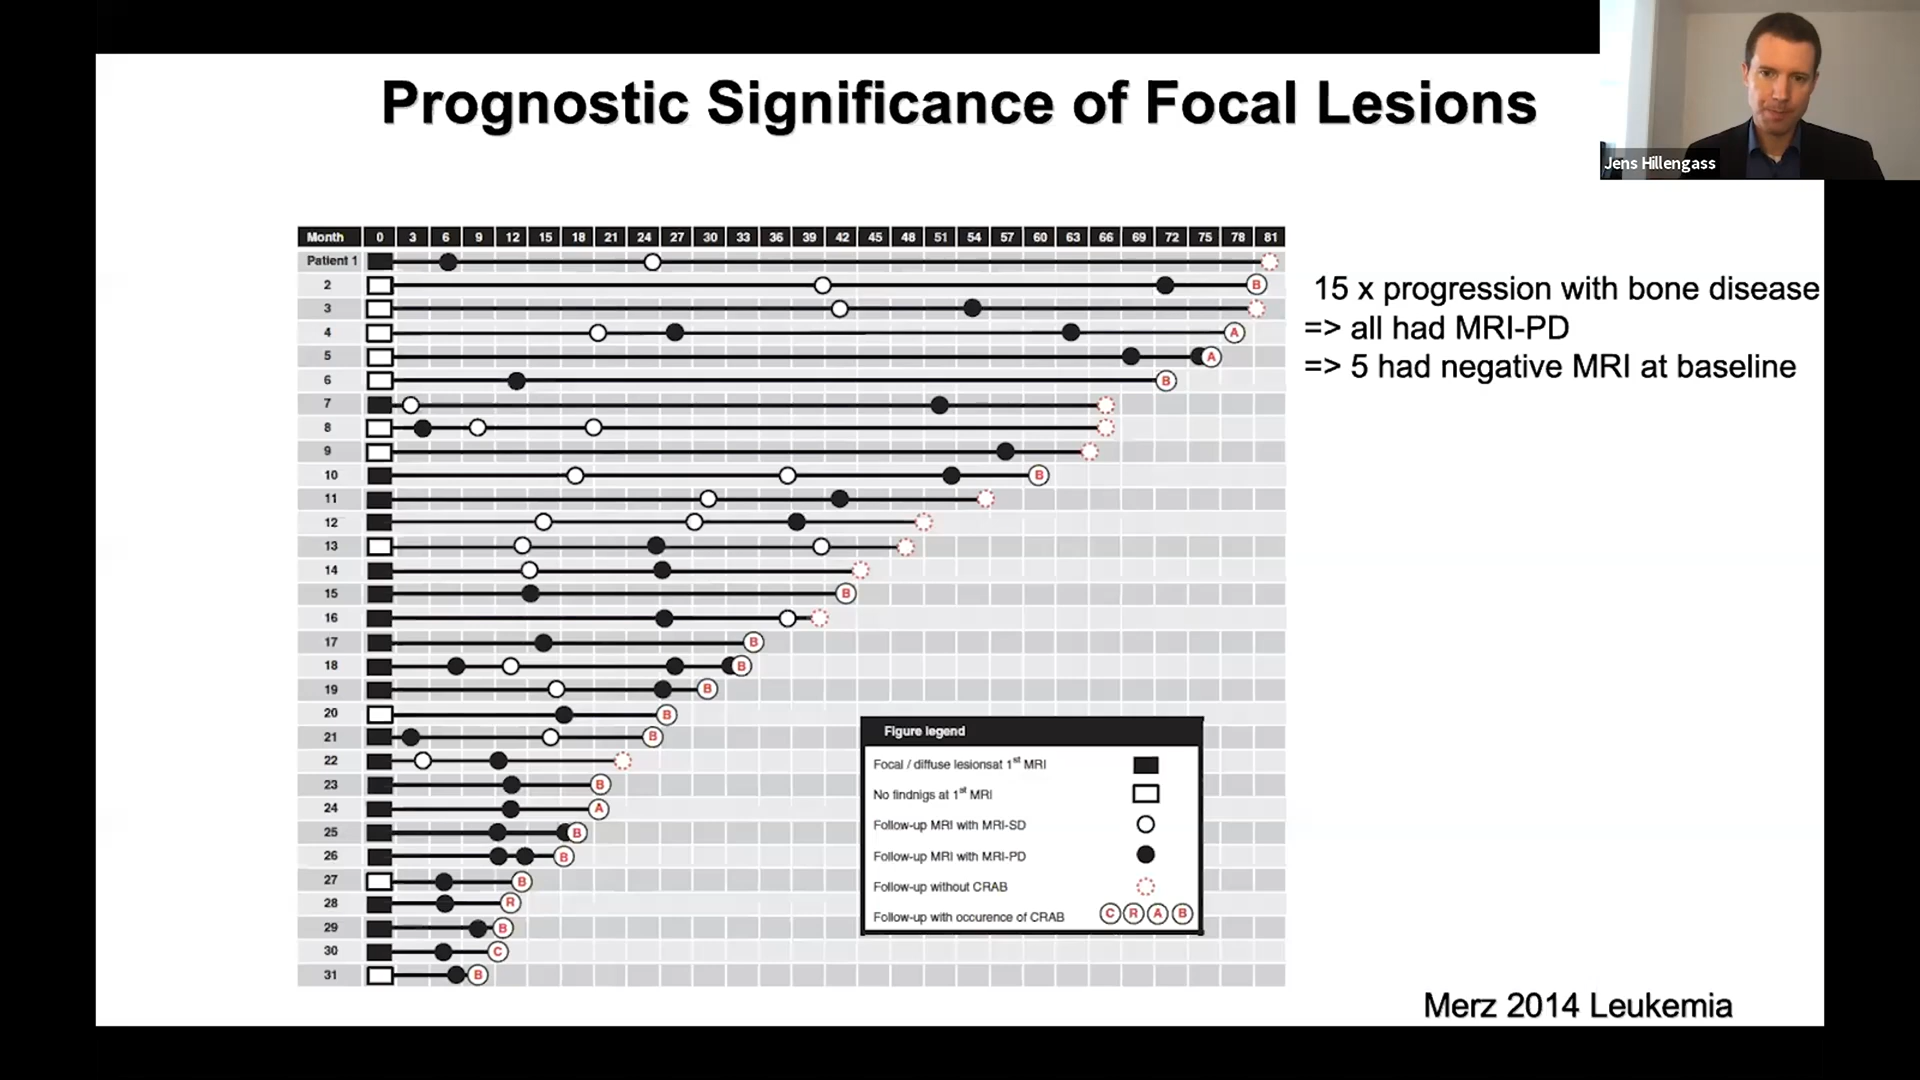 Prognostic Significance of Focal Lesions
Jens Hillengass
Month 0 3 6 9 12 15 18 21 24 27 30 33 36 39 42 45 48 51 54 57 60 63 66 69 72 75 78 81
Patient 1
2 B
3
4 A
5 A
6 B
7
8
9
10 B
11
12
13
14
15 B
16
17 B
18 B
19 B
20 B
21 B
22
23 B
24 A
25 B
26 B
27 B
28 R
29 B
30 C
31 B
15 x progression with bone disease
=> all had MRI-PD
=> 5 had negative MRI at baseline
Figure legend
Focal / diffuse lesionsat 1st MRI
No findnigs at 1st MRI
Follow-up MRI with MRI-SD
Follow-up MRI with MRI-PD
Follow-up without CRAB
Follow-up with occurence of CRAB C R A B
Merz 2014 Leukemia